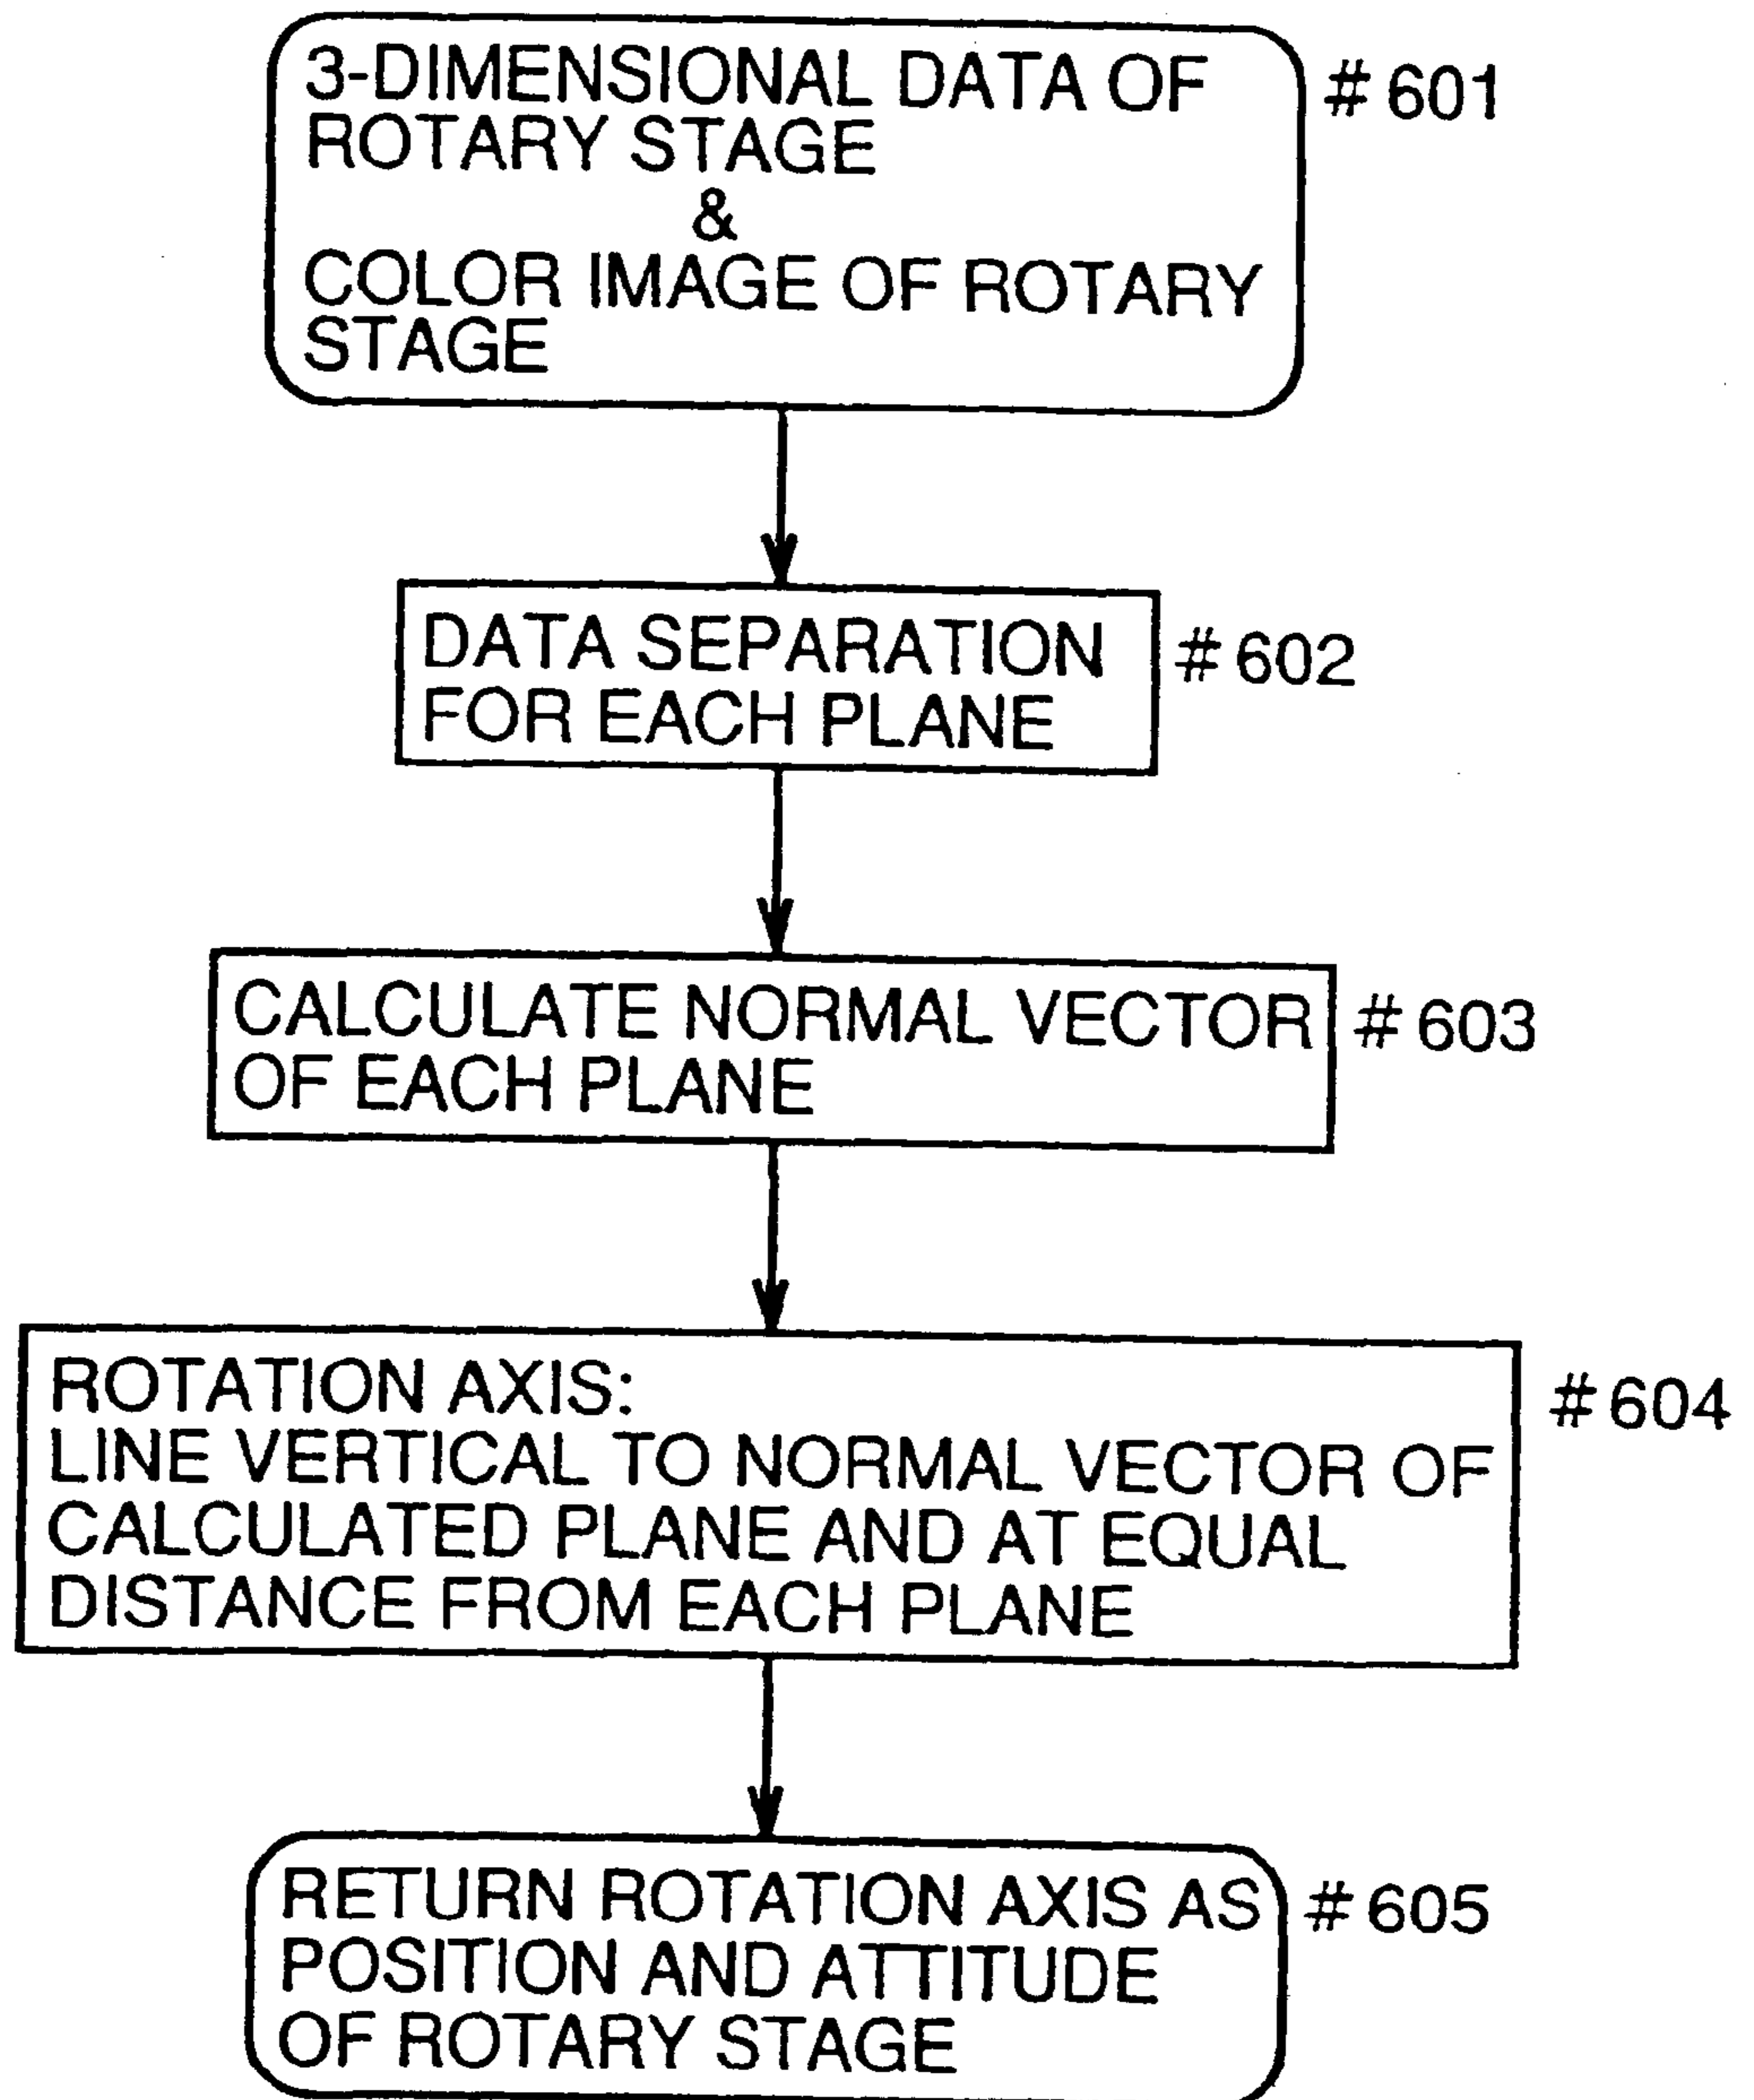 3-DIMENSIONAL DATA OF
ROTARY STAGE
&
COLOR IMAGE OF ROTARY
STAGE
#601
DATA SEPARATION
FOR EACH PLANE
#602
CALCULATE NORMAL VECTOR
OF EACH PLANE
#603
ROTATION AXIS:
LINE VERTICAL TO NORMAL VECTOR OF
CALCULATED PLANE AND AT EQUAL
DISTANCE FROM EACH PLANE
#604
RETURN ROTATION AXIS AS
POSITION AND ATTITUDE
OF ROTARY STAGE
#605